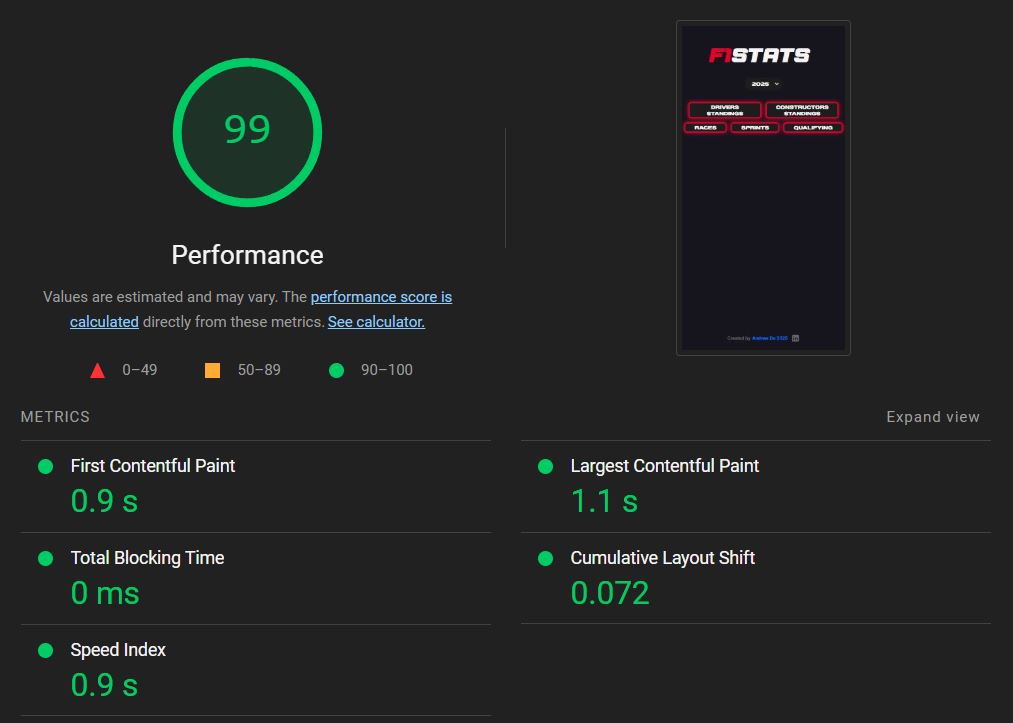 99
Performance
Values are estimated and may vary. The performance score is
calculated directly from these metrics. See calculator.
0–49
50–89
90–100
F1STATS
2025
DRIVERS
STANDINGS
CONSTRUCTORS
STANDINGS
RACES
SPRINTS
QUALIFYING
Created by
METRICS
Expand view
First Contentful Paint
0.9 s
Largest Contentful Paint
1.1 s
Total Blocking Time
0 ms
Cumulative Layout Shift
0.072
Speed Index
0.9 s